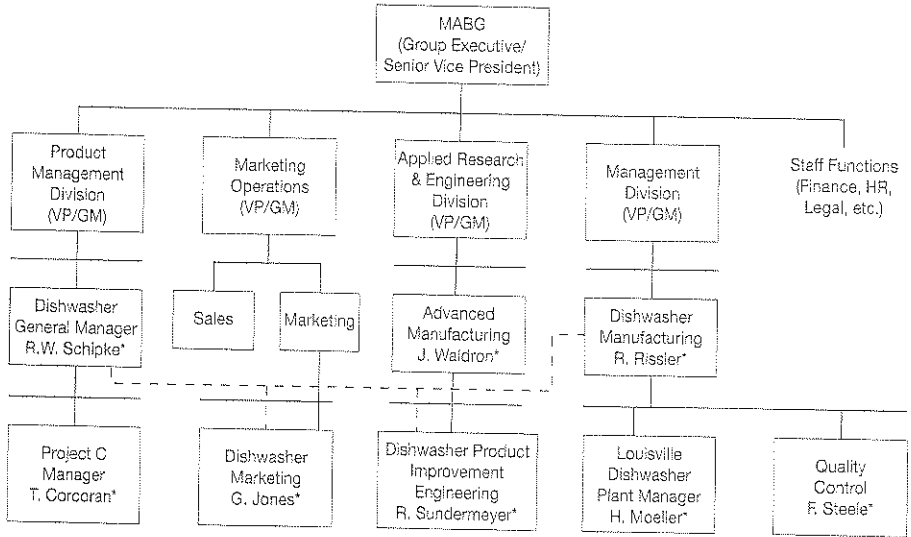 MABG
(Group Executive/
Senior Vice President)
Product
Management
Division
(VP/GM)
Marketing
Operations
(VP/GM)
Applied Research
& Engineering
Division
(VP/GM)
Management
Division
(VP/GM)
Staff Functions
(Finance, HR,
Legal, etc.)
Dishwasher
General Manager
R.W. Schipke*
Sales
Marketing
Advanced
Manufacturing
J. Waldron*
Dishwasher
Manufacturing
R. Rissler*
Project C
Manager
T. Corcoran*
Dishwasher
Marketing
G. Jones*
Dishwasher Product
Improvement
Engineering
R. Sundermeyer*
Louisville
Dishwasher
Plant Manager
H. Moeller*
Quality
Control
F. Steele*